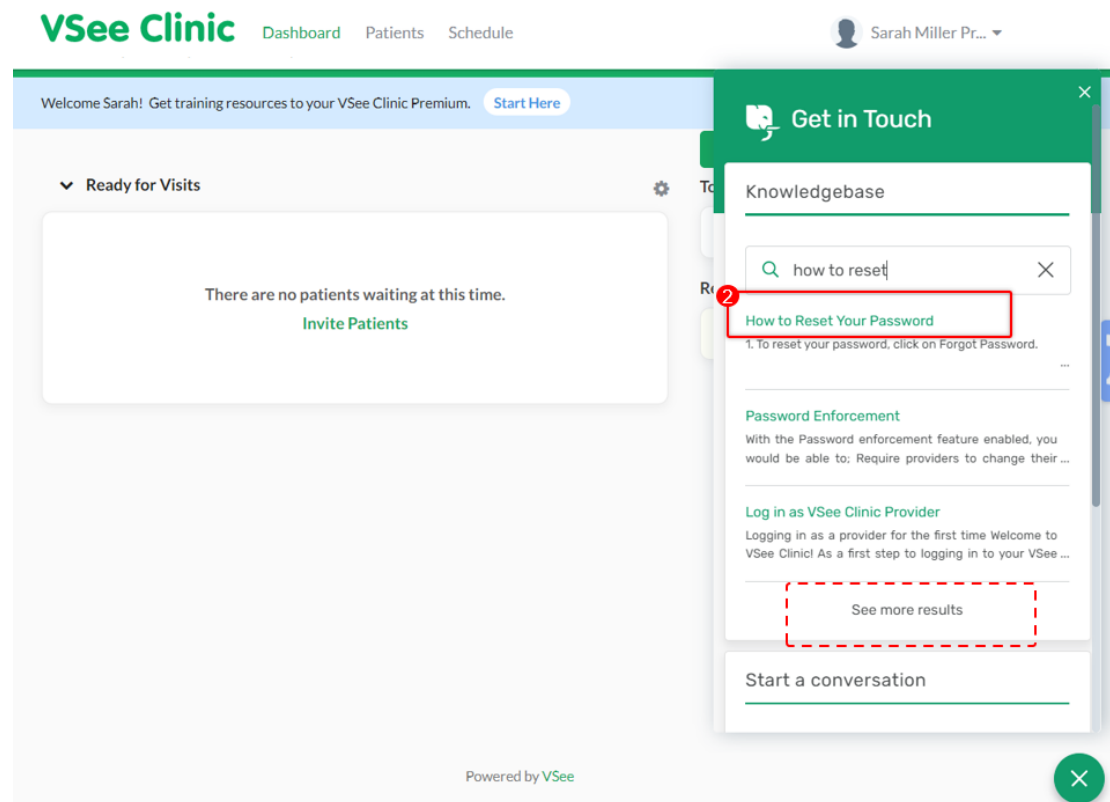 VSee Clinic
Dashboard Patients Schedule
Sarah Miller Pr...
Welcome Sarah! Get training resources to your VSee Clinic Premium. Start Here
Ready for Visits
There are no patients waiting at this time.
Invite Patients
Get in Touch
Knowledgebase
how to reset
2
How to Reset Your Password
1. To reset your password, click on Forgot Password.
...
Password Enforcement
With the Password enforcement feature enabled, you
would be able to; Require providers to change their ...
Log in as VSee Clinic Provider
Logging in as a provider for the first time Welcome to
VSee Clinic! As a first step to logging in to your VSee ...
See more results
Start a conversation
Powered by VSee